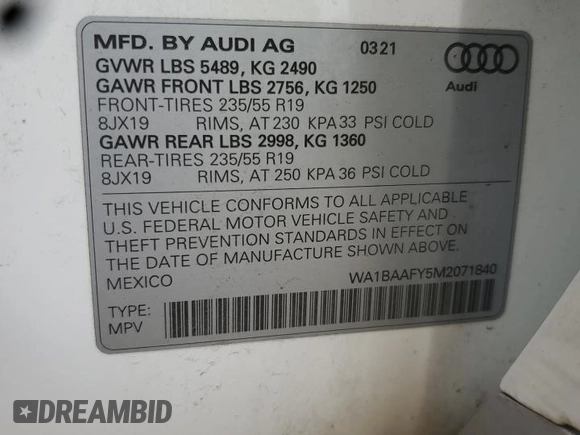 MFD. BY AUDI AG 03 21
GVWR LBS 5489, KG 2490
GAWR FRONT LBS 2756, KG 1250
FRONT-TIRES 235/55 R19
8JX19 RIMS, AT 230 KPA 33 PSI COLD
GAWR REAR LBS 2998, KG 1360
REAR-TIRES 235/55 R19
8JX19 RIMS, AT 250 KPA 36 PSI COLD
Audi
THIS VEHICLE CONFORMS TO ALL APPLICABLE
U.S. FEDERAL MOTOR VEHICLE SAFETY AND
THEFT PREVENTION STANDARDS IN EFFECT ON
THE DATE OF MANUFACTURE SHOWN ABOVE.
MEXICO WA1BAAFY5M2071840
TYPE:
MPV
DREAMBID